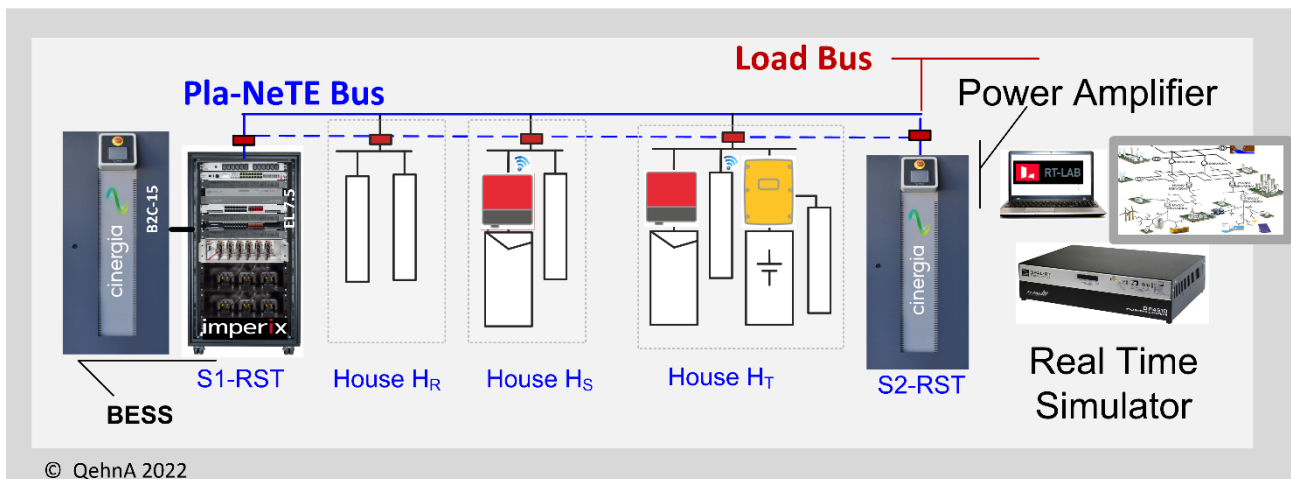 Load Bus
Pla-NeTE Bus
Power Amplifier
B2C-15
cinergia
EL 7.5
imperix
RT-LAB
cinergia
S1-RST
House HR
House HS
House HT
S2-RST
Real Time
Simulator
BESS
© QehnA 2022